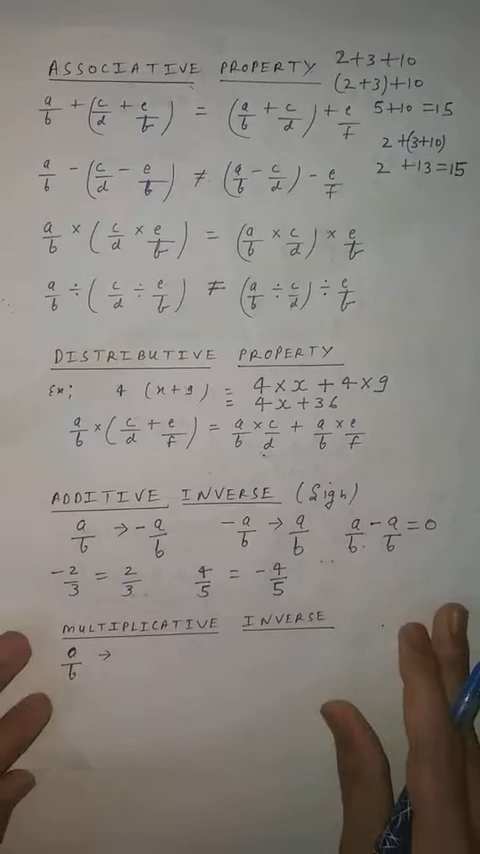 ASSOCIATIVE PROPERTY 2+3+10
(2+3)+10
a/b + (c/d + e/f) = (a/b + c/d) + e/f 5+10=15
2+(3+10)
a/b - (c/d - e/f) ≠ (a/b - c/d) - e/f 2+13=15
a/b × (c/d × e/f) = (a/b × c/d) × e/f
a/b ÷ (c/d ÷ e/f) ≠ (a/b ÷ c/d) ÷ e/f
DISTRIBUTIVE PROPERTY
Ex; 4 (x+9) = 4×x+4×9
= 4x+36
a/b × (c/d + e/f) = a/b × c/d + a/b × e/f
ADDITIVE INVERSE (Sign)
a/b → -a/b -a/b → a/b a/b - a/b = 0
-2/3 = 2/3 4/5 = -4/5
MULTIPLICATIVE INVERSE
a/b →